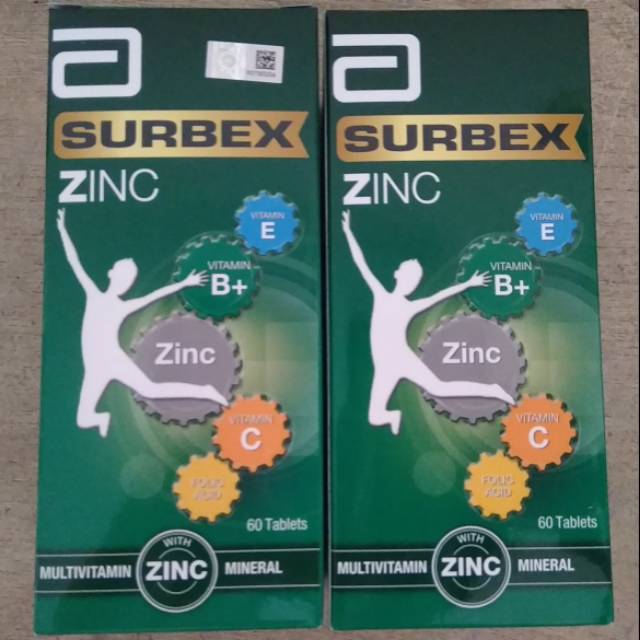 SURBEX
ZINC
VITAMIN
E
VITAMIN
B+
Zinc
VITAMIN
C
FOLIC
ACID
60 Tablets
MULTIVITAMIN WITH ZINC MINERAL
SURBEX
ZINC
VITAMIN
E
VITAMIN
B+
Zinc
VITAMIN
C
FOLIC
ACID
60 Tablets
MULTIVITAMIN WITH ZINC MINERAL